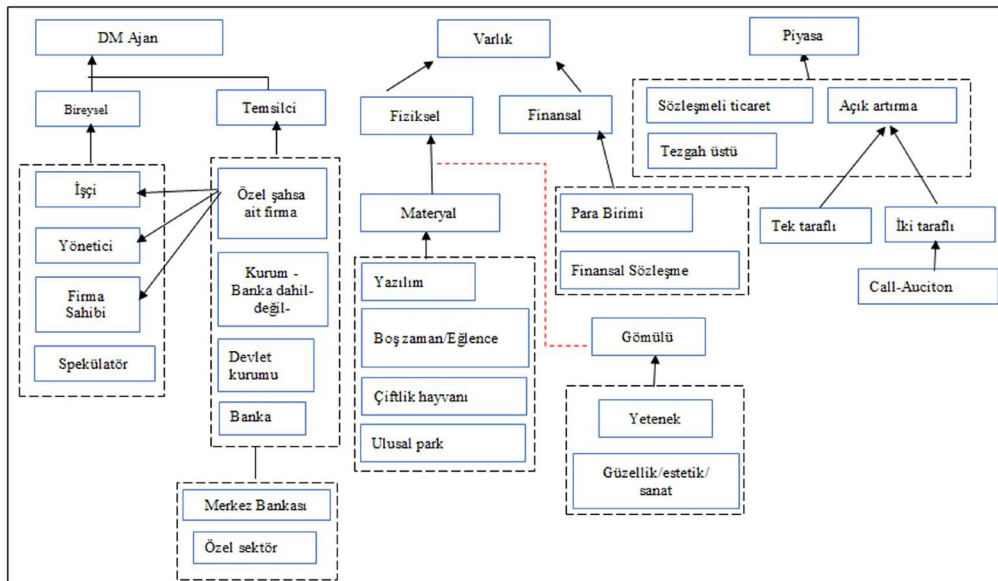 DM Ajan
Varlık
Piyasa
Bireysel
Temsilci
Fiziksel
Finansal
Sözleşmeli ticaret
Açık artırma
Tezgah üstü
İşçi
Yönetici
Firma
Sahibi
Spekülatör
Özel şahsa
ait firma
Kurum -
Banka dahil-
değil-
Devlet
kurumu
Banka
Merkez Bankası
Özel sektör
Materyal
Yazılım
Boş zaman/Eğlence
Çiftlik hayvanı
Ulusal park
Para Birimi
Finansal Sözleşme
Gömülü
Yetenek
Güzellik/estetik/
sanat
Tek taraflı
İki taraflı
Call-Auciton